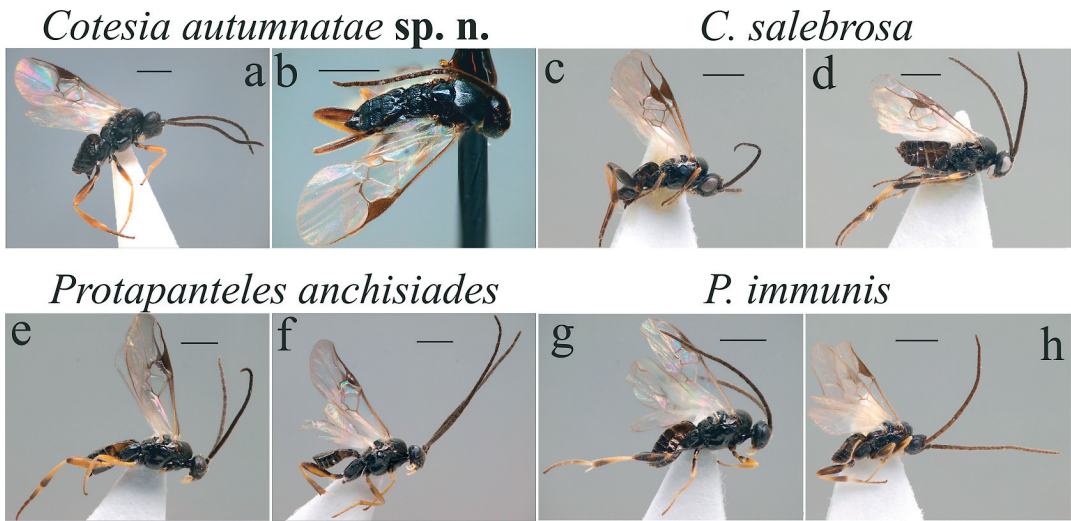 Cotesia autumnatae sp. n.
C. salebrosa
a
b
c
d
Protapanteles anchisiades
P. immunis
e
f
g
h